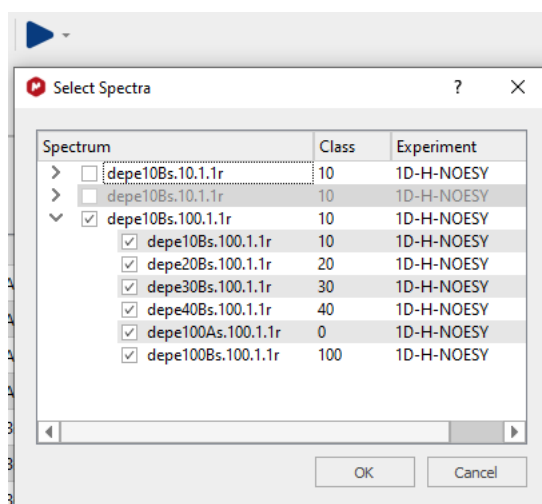 Select Spectra ? X
Spectrum Class Experiment
depe10Bs.10.1.1r 10 1D-H-NOESY
depe10Bs.10.1.1r 10 1D-H-NOESY
depe10Bs.100.1.1r 10 1D-H-NOESY
depe10Bs.100.1.1r 10 1D-H-NOESY
depe20Bs.100.1.1r 20 1D-H-NOESY
depe30Bs.100.1.1r 30 1D-H-NOESY
depe40Bs.100.1.1r 40 1D-H-NOESY
depe100As.100.1.1r 0 1D-H-NOESY
depe100Bs.100.1.1r 100 1D-H-NOESY
OK Cancel